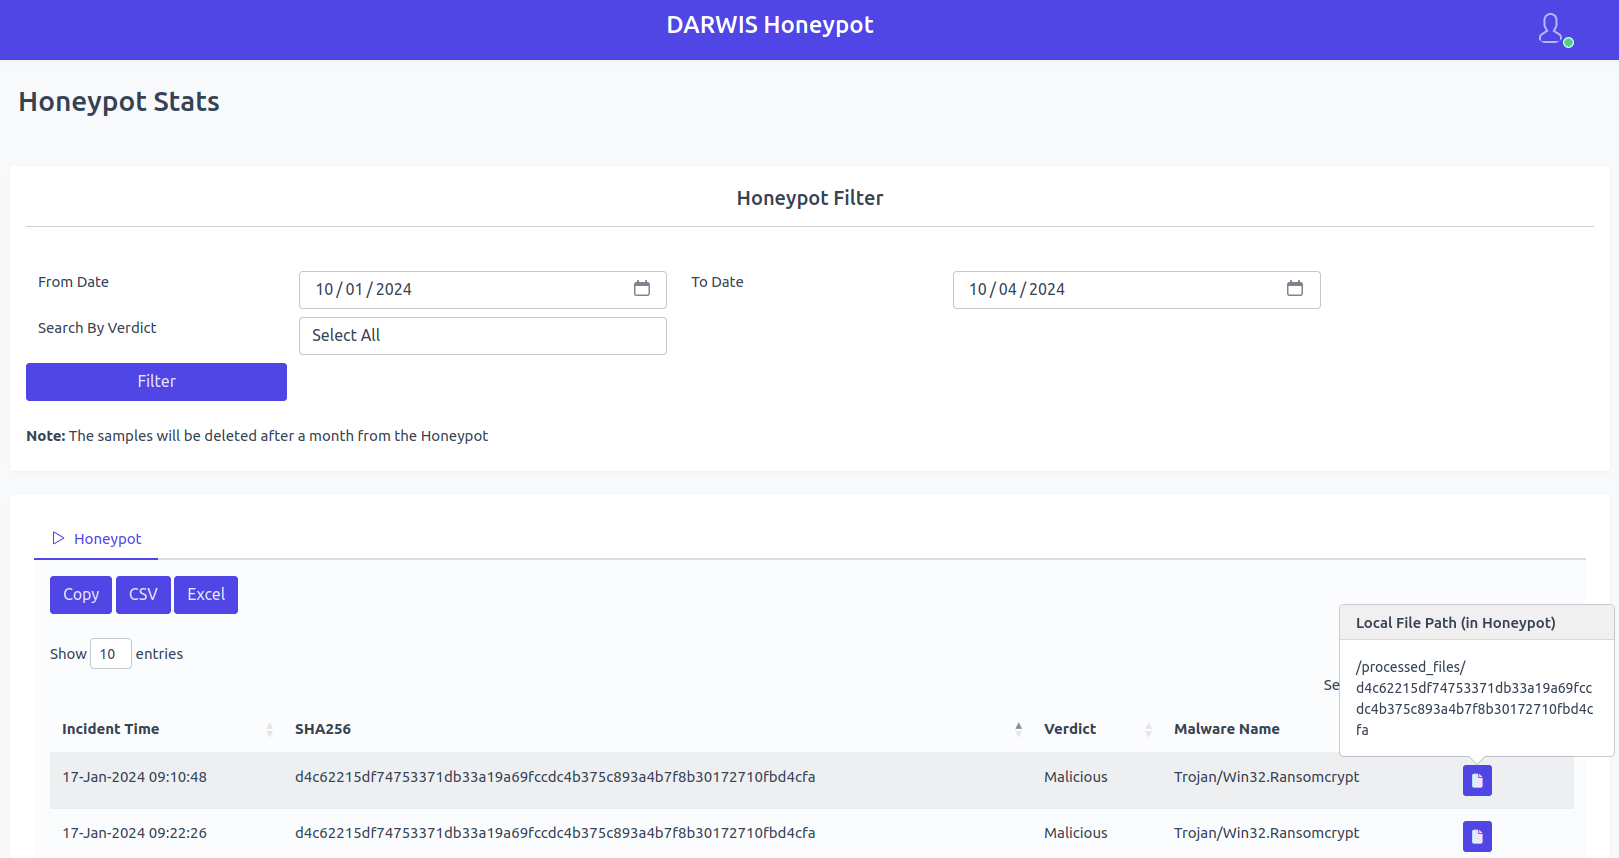 DARWIS Honeypot
Honeypot Stats
Honeypot Filter
From Date
10/01/2024
To Date
10/04/2024
Search By Verdict
Select All
Filter
Note: The samples will be deleted after a month from the Honeypot
Honeypot
Copy CSV Excel
Show 10 entries
Se
Local File Path (in Honeypot)
/processed_files/
d4c62215df74753371db33a19a69fcc
dc4b375c893a4b7f8b30172710fbd4c
fa
Incident Time SHA256 Verdict Malware Name
17-Jan-2024 09:10:48 d4c62215df74753371db33a19a69fccdc4b375c893a4b7f8b30172710fbd4cfa Malicious Trojan/Win32.Ransomcrypt
17-Jan-2024 09:22:26 d4c62215df74753371db33a19a69fccdc4b375c893a4b7f8b30172710fbd4cfa Malicious Trojan/Win32.Ransomcrypt